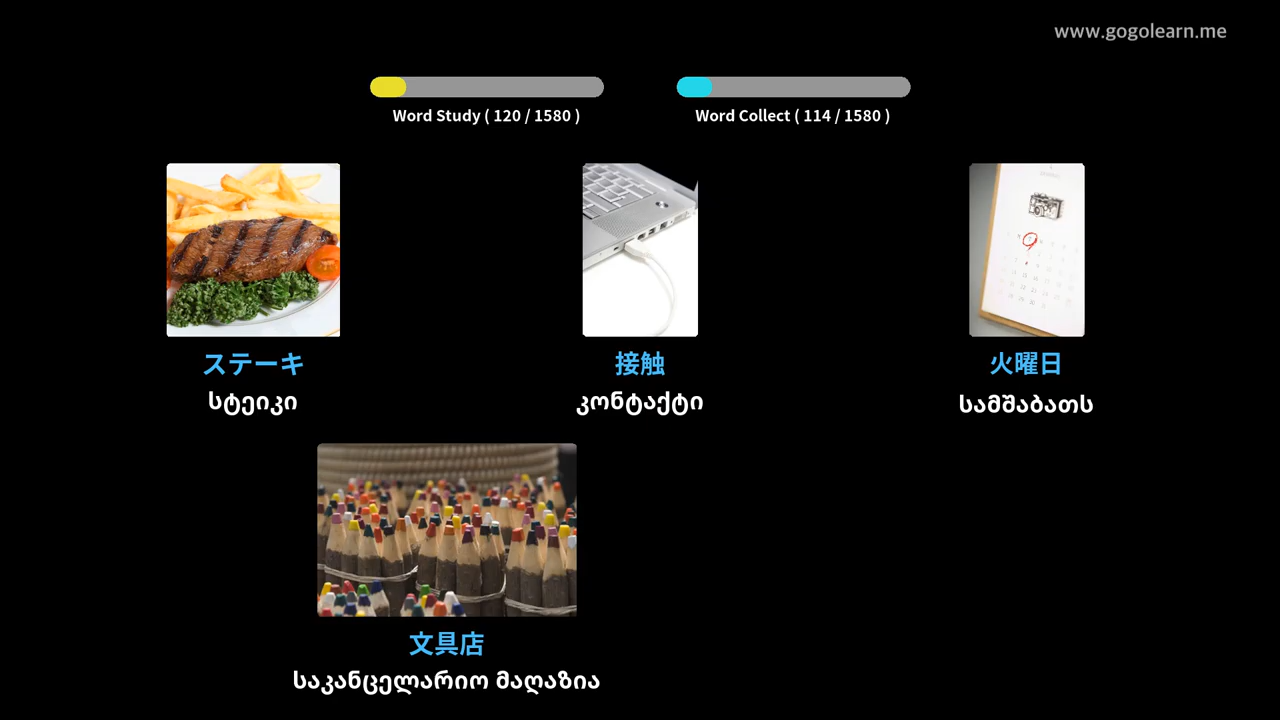 www.gogolearn.me
Word Study ( 120 / 1580 )
Word Collect ( 114 / 1580 )
ステーキ
სტეიკი
接触
კონტაქტი
火曜日
სამშაბათს
文具店
საკანცელარიო მაღაზია